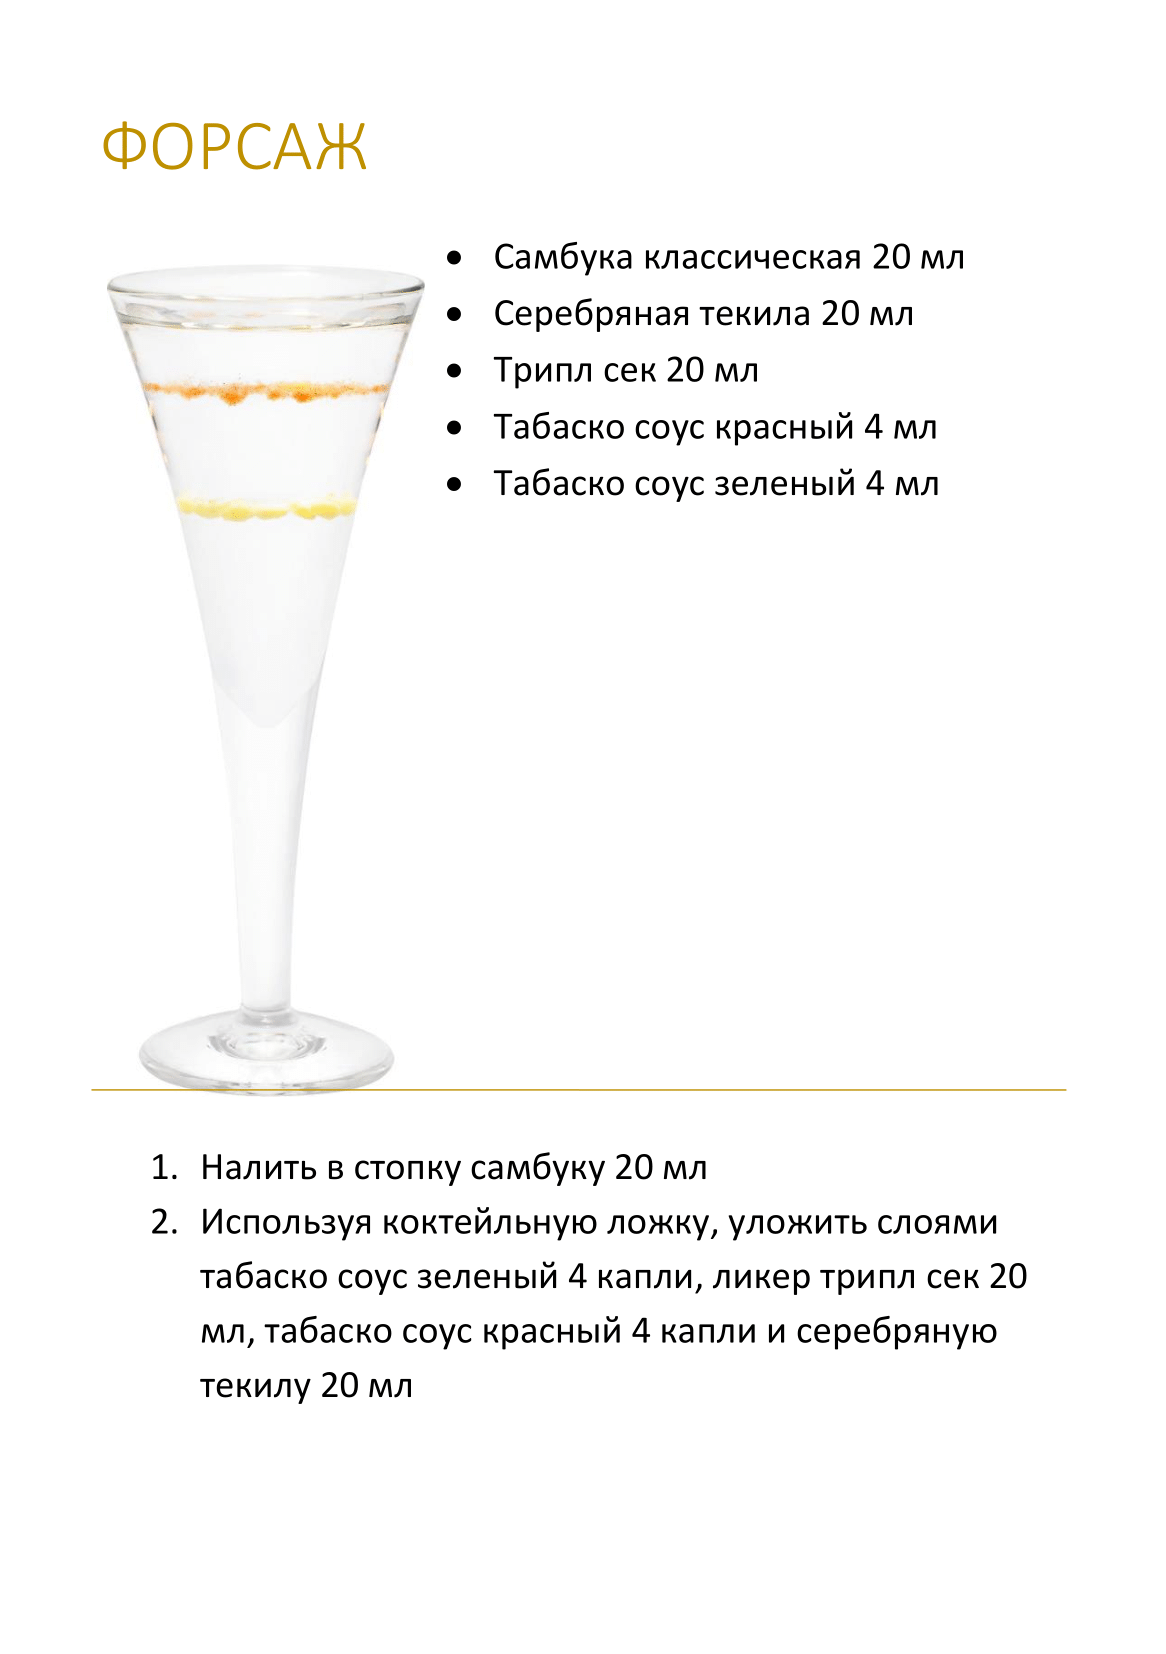 ФОРСАЖ
• Самбука классическая 20 мл
• Серебряная текила 20 мл
• Трипл сек 20 мл
• Табаско соус красный 4 мл
• Табаско соус зеленый 4 мл
1. Налить в стопку самбуку 20 мл
2. Используя коктейльную ложку, уложить слоями
табаско соус зеленый 4 капли, ликер трипл сек 20
мл, табаско соус красный 4 капли и серебряную
текилу 20 мл